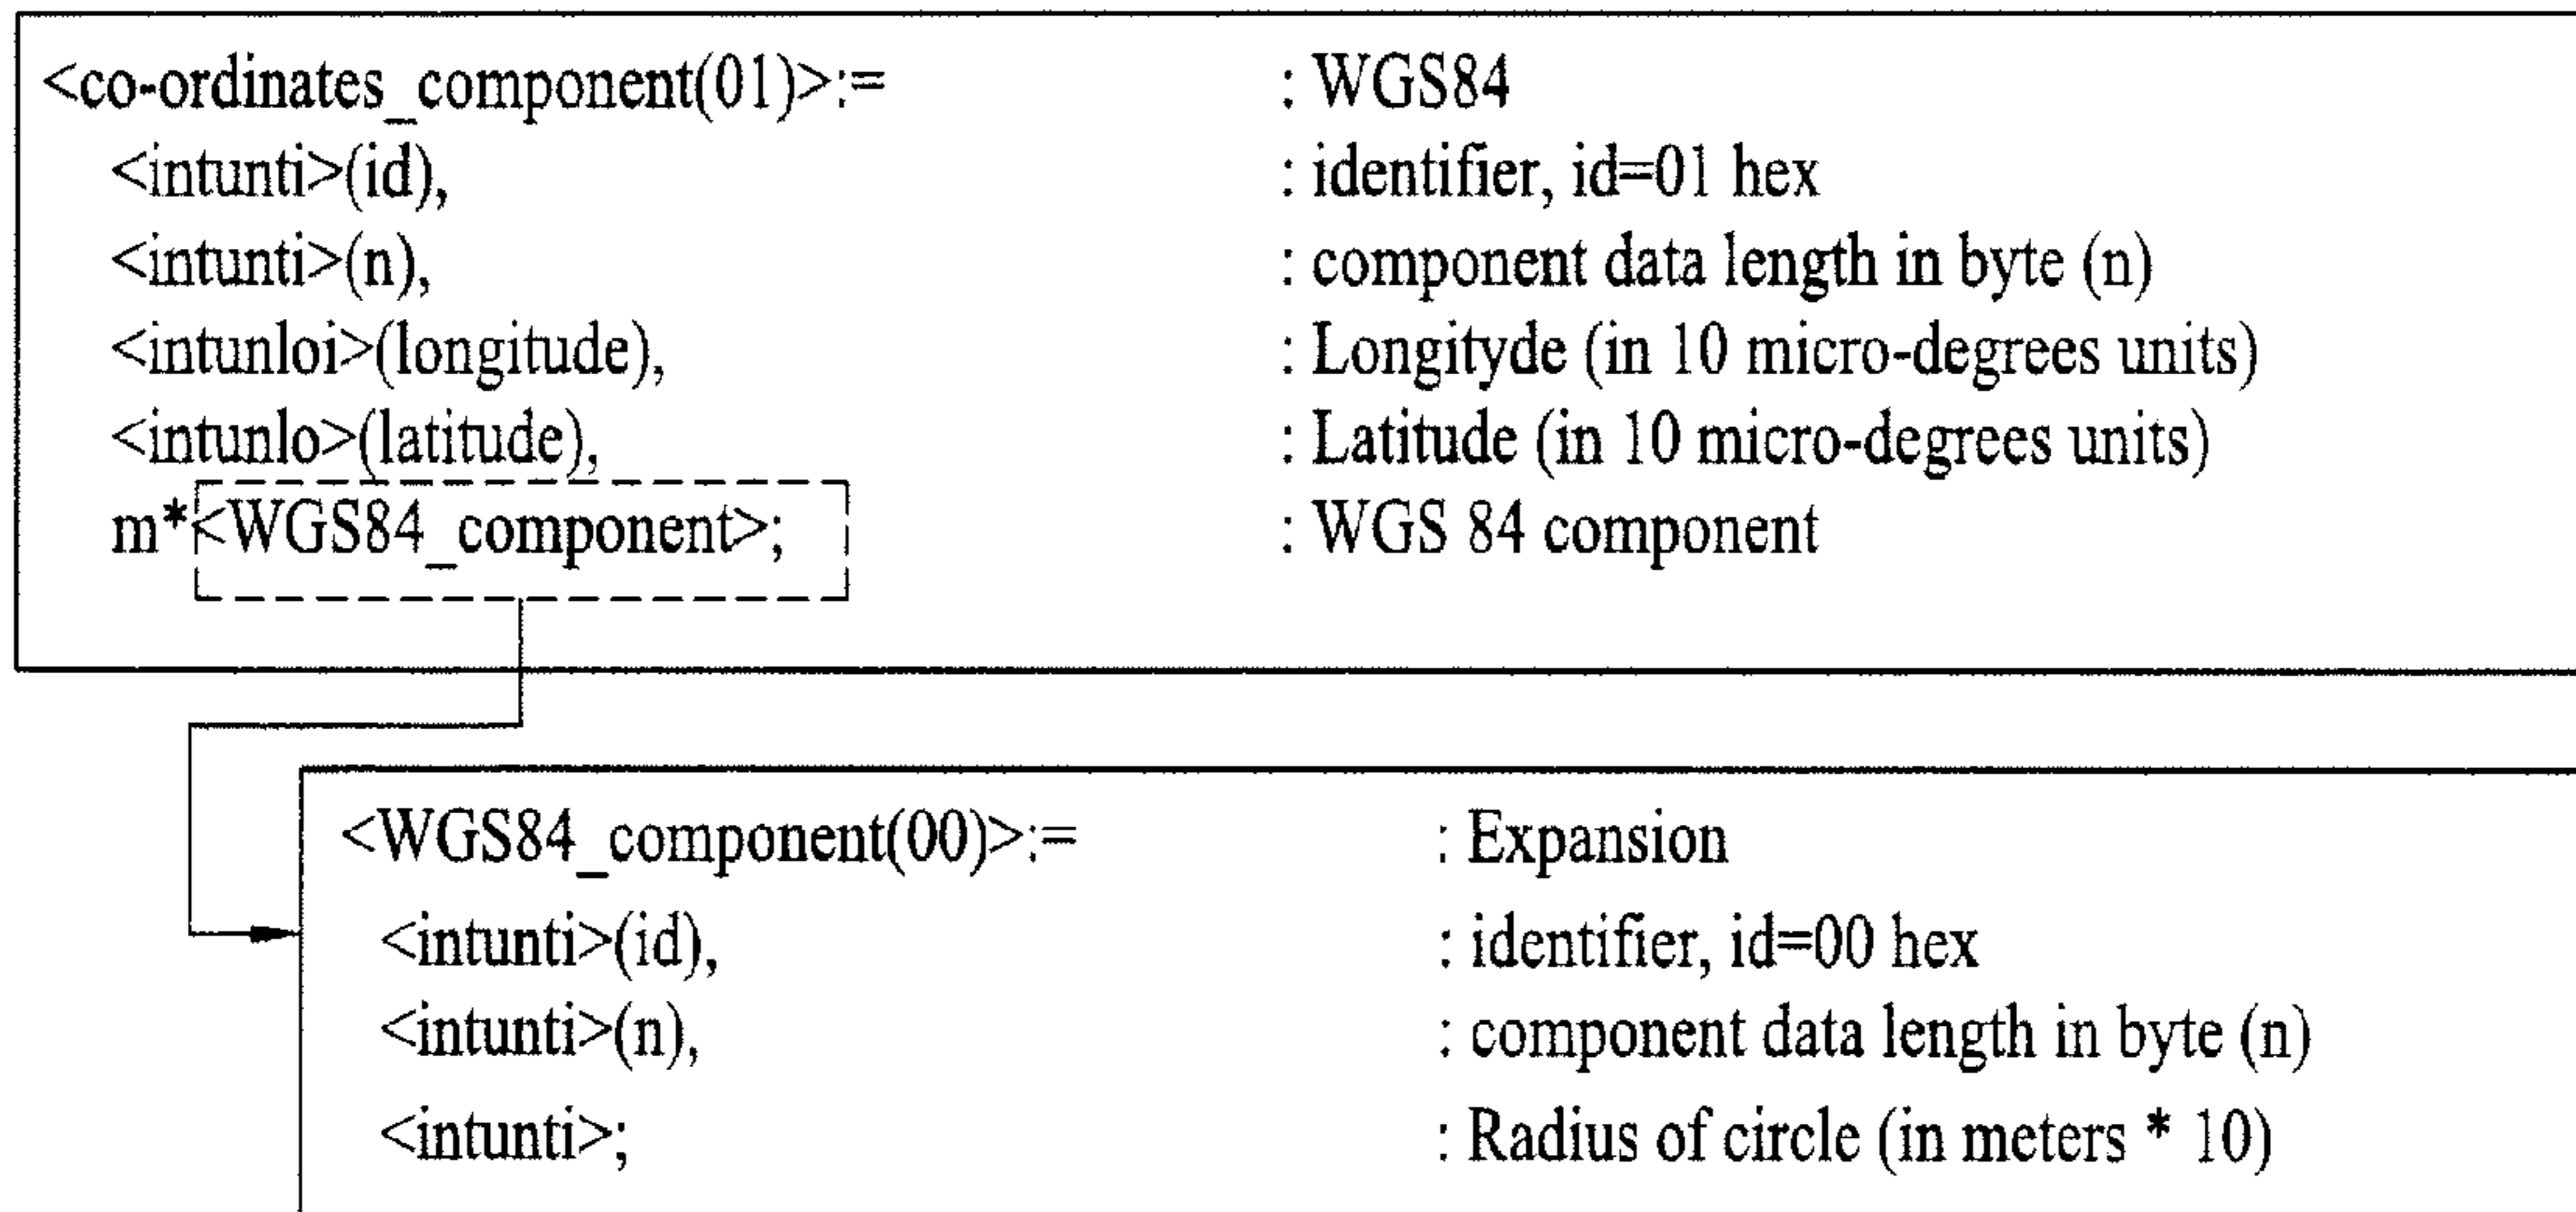 <co-ordinates_component(01)>:= : WGS84
<intunti>(id), : identifier, id=01 hex
<intunti>(n), : component data length in byte (n)
<intunloi>(longitude), : Longityde (in 10 micro-degrees units)
<intunlo>(latitude), : Latitude (in 10 micro-degrees units)
m*<WGS84_component>; : WGS 84 component
<WGS84_component(00)>:= : Expansion
<intunti>(id), : identifier, id=00 hex
<intunti>(n), : component data length in byte (n)
<intunti>; : Radius of circle (in meters * 10)